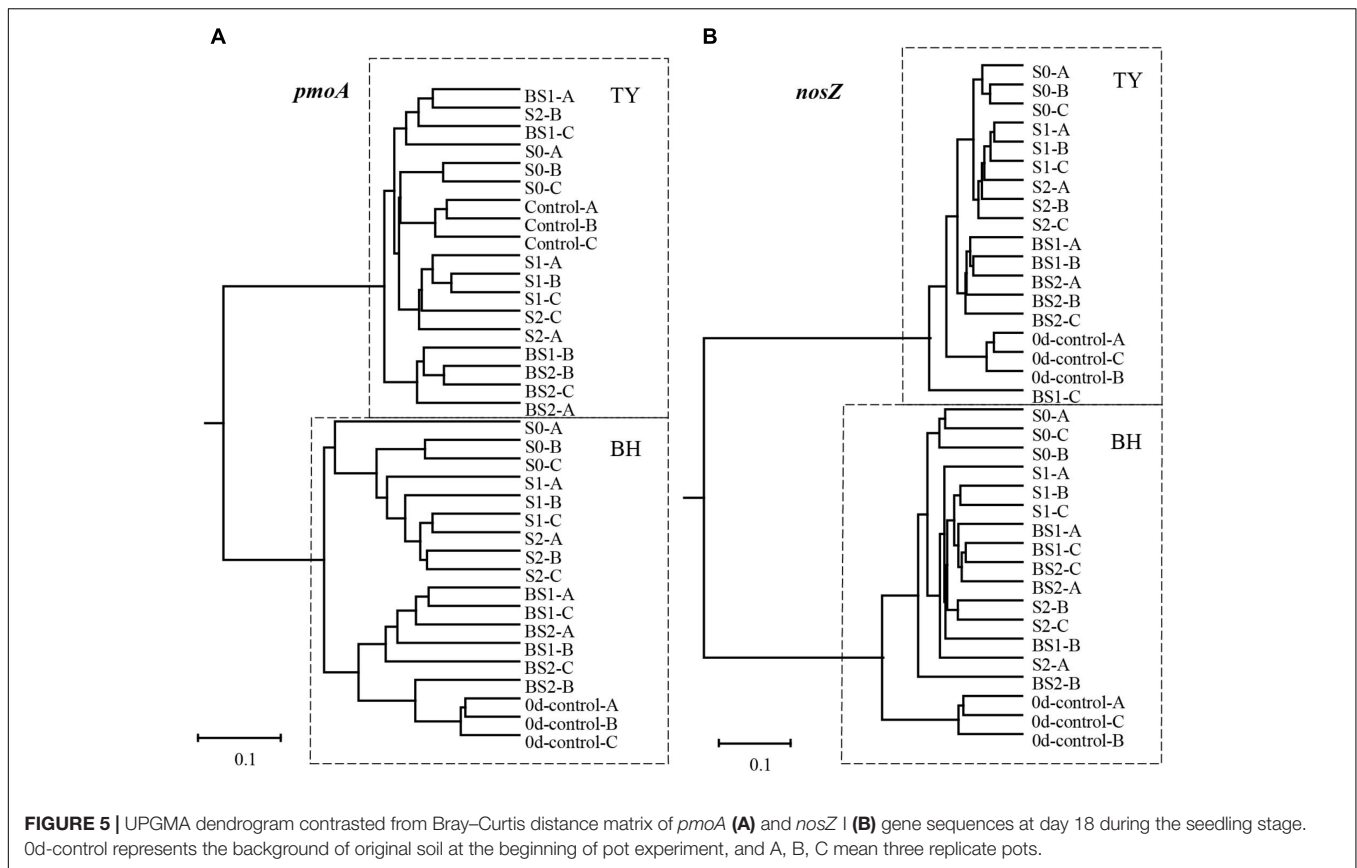 A
pmoA
TY
BS1-A
S2-B
BS1-C
S0-A
S0-B
S0-C
Control-A
Control-B
Control-C
S1-A
S1-B
S1-C
S2-C
S2-A
BS1-B
BS2-B
BS2-C
BS2-A
BH
S0-A
S0-B
S0-C
S1-A
S1-B
S1-C
S2-A
S2-B
S2-C
BS1-A
BS1-C
BS2-A
BS1-B
BS2-C
BS2-B
0d-control-A
0d-control-B
0d-control-C
0.1
B
nosZ
TY
S0-A
S0-B
S0-C
S1-A
S1-B
S1-C
S2-A
S2-B
S2-C
BS1-A
BS1-B
BS2-A
BS2-B
BS2-C
0d-control-A
0d-control-C
0d-control-B
BS1-C
BH
S0-A
S0-C
S0-B
S1-A
S1-B
S1-C
BS1-A
BS1-C
BS2-C
BS2-A
S2-B
S2-C
BS1-B
S2-A
BS2-B
0d-control-A
0d-control-C
0d-control-B
0.1
FIGURE 5 | UPGMA dendrogram contrasted from Bray–Curtis distance matrix of pmoA (A) and nosZ I (B) gene sequences at day 18 during the seedling stage.
0d-control represents the background of original soil at the beginning of pot experiment, and A, B, C mean three replicate pots.